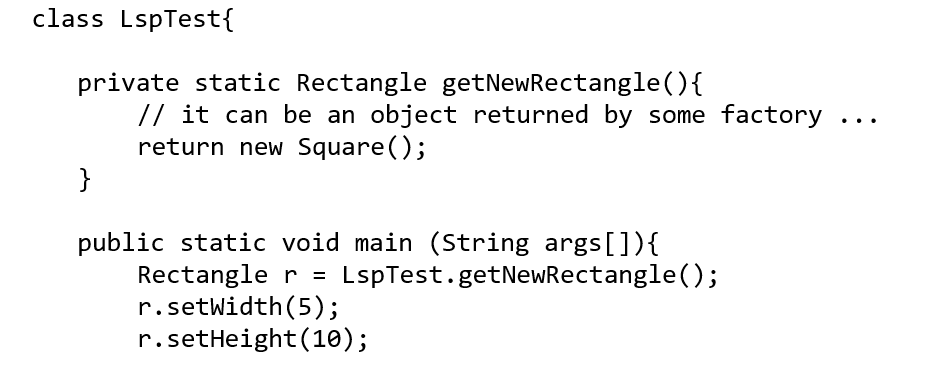 class LspTest{
private static Rectangle getNewRectangle(){
// it can be an object returned by some factory ...
return new Square();
}
public static void main (String args[]){
Rectangle r = LspTest.getNewRectangle();
r.setWidth(5);
r.setHeight(10);